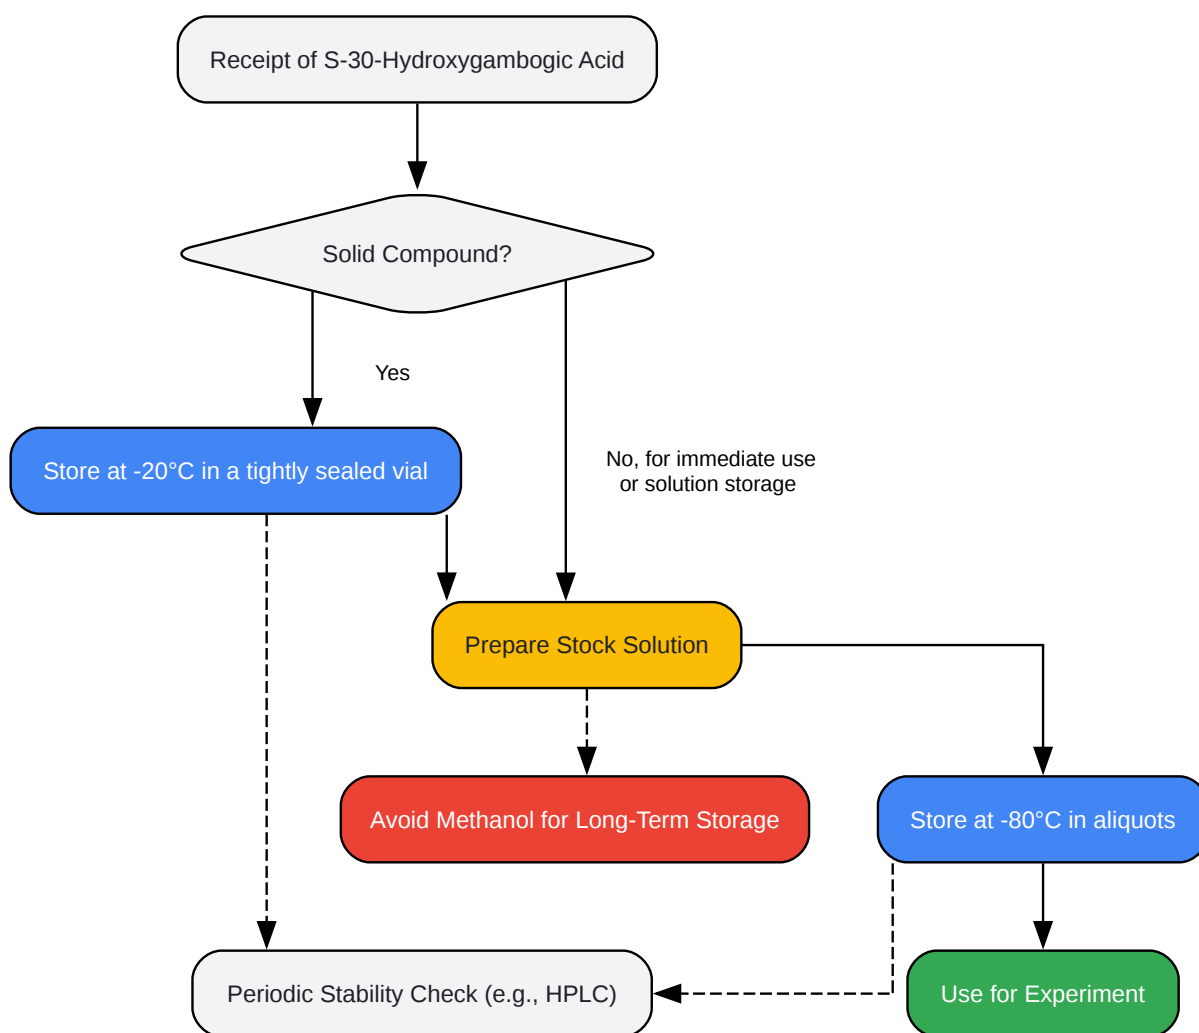 Receipt of S-30-Hydroxygambogic Acid
Solid Compound?
Yes
Store at -20°C in a tightly sealed vial
No, for immediate use
or solution storage
Prepare Stock Solution
Avoid Methanol for Long-Term Storage
Store at -80°C in aliquots
Periodic Stability Check (e.g., HPLC)
Use for Experiment